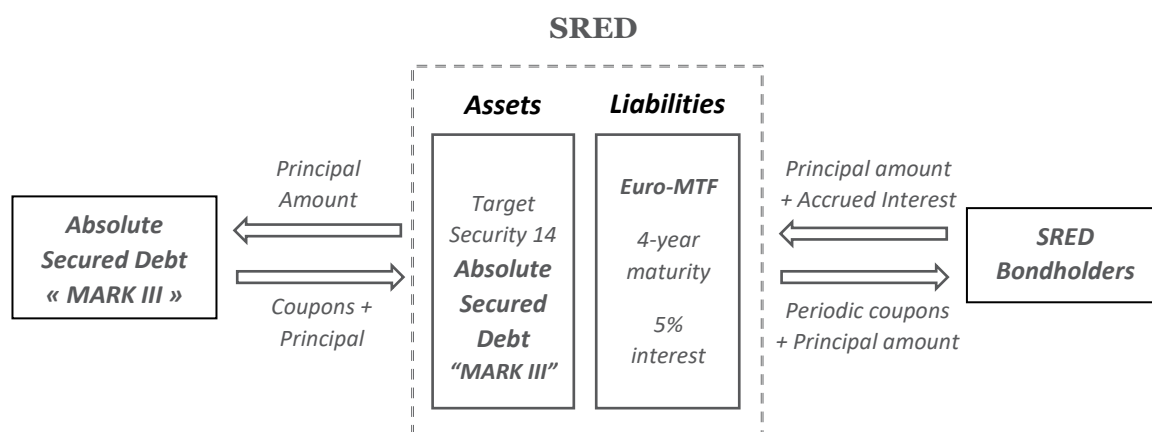 SRED
Assets
Liabilities
Principal
Amount
Absolute
Secured Debt
« MARK III »
Coupons +
Principal
Target
Security 14
Absolute
Secured
Debt
“MARK III”
Euro-MTF
4-year
maturity
5%
interest
Principal amount
+ Accrued Interest
Periodic coupons
+ Principal amount
SRED
Bondholders